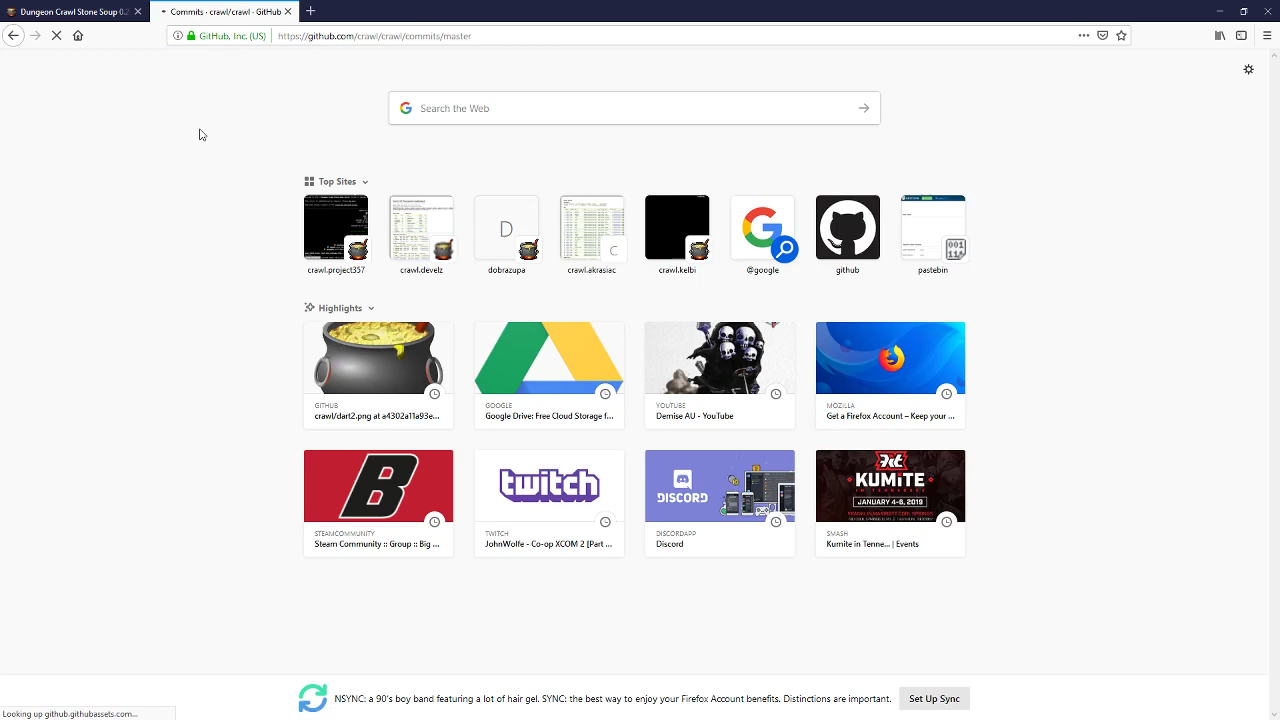 Dungeon Crawl Stone Soup 0.2
Commits · crawl/crawl · GitHub
GitHub, Inc. (US)
https://github.com/crawl/crawl/commits/master
Search the Web
Top Sites
D
C
001
crawl.project357
crawl.develz
dobrazupa
crawl.akrasiac
crawl.kelbi
@google
github
pastebin
Highlights
GITHUB
crawl/dart2.png at a4302a11a93e...
GOOGLE
Google Drive: Free Cloud Storage f...
YOUTUBE
Demise AU - YouTube
MOZILLA
Get a Firefox Account – Keep your ...
B
twitch
DISCORD
KUMITE
IN TENNESSEE
JANUARY 4-6, 2019
STEAMCOMMUNITY
Steam Community :: Group :: Big ...
TWITCH
JohnWolfe - Co-op XCOM 2 [Part ...
DISCORDAPP
Discord
SMASH
Kumite in Tenne... | Events
NSYNC: a 90's boy band featuring a lot of hair gel. SYNC: the best way to enjoy your Firefox Account benefits. Distinctions are important.
Set Up Sync
Looking up github.githubassets.com...